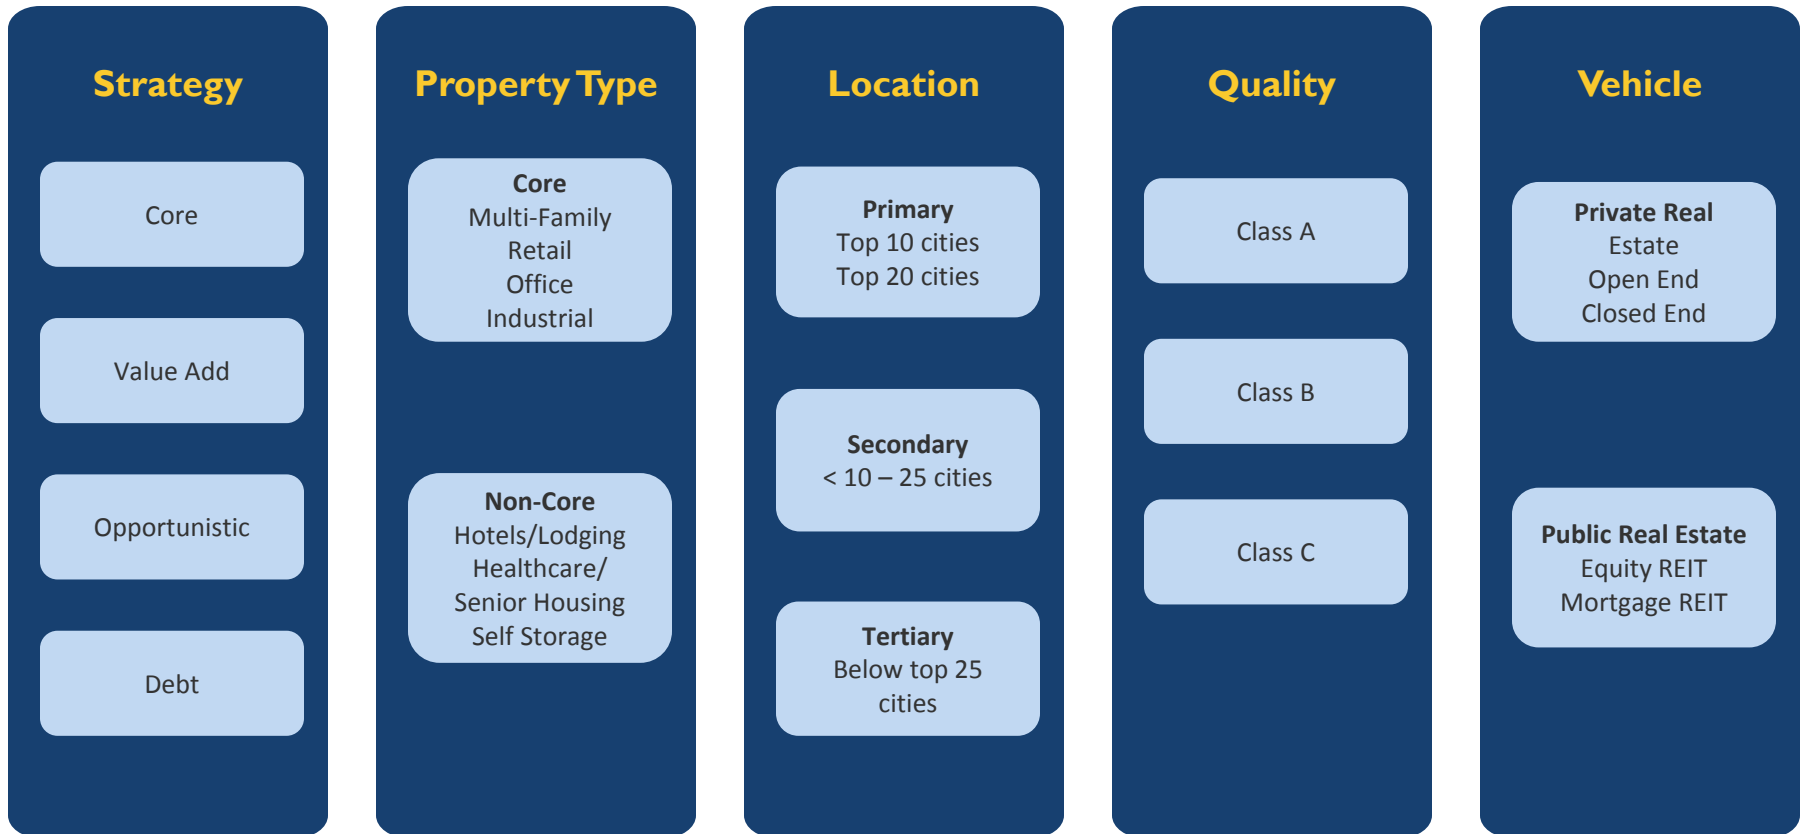 Strategy
Core
Value Add
Opportunistic
Debt
Property Type
Core
Multi-Family
Retail
Office
Industrial
Non-Core
Hotels/Lodging
Healthcare/
Senior Housing
Self Storage
Location
Primary
Top 10 cities
Top 20 cities
Secondary
< 10 – 25 cities
Tertiary
Below top 25
cities
Quality
Class A
Class B
Class C
Vehicle
Private Real
Estate
Open End
Closed End
Public Real Estate
Equity REIT
Mortgage REIT